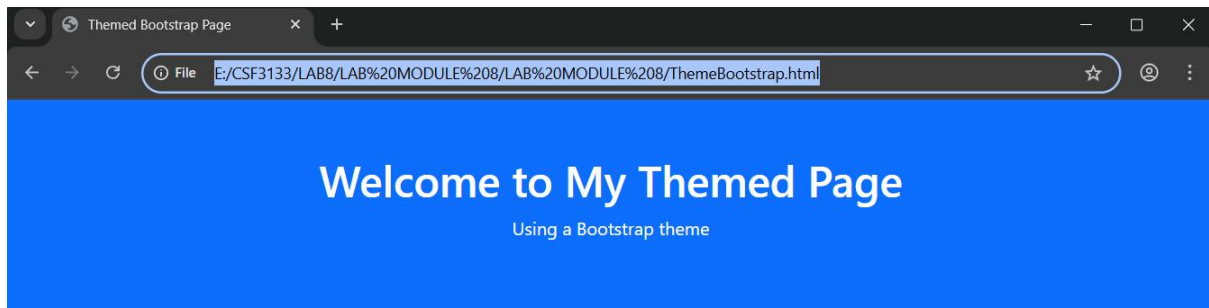 Themed Bootstrap Page
File E:/CSF3133/LAB8/LAB%20MODULE%208/LAB%20MODULE%208/ThemeBootstrap.html
Welcome to My Themed Page
Using a Bootstrap theme